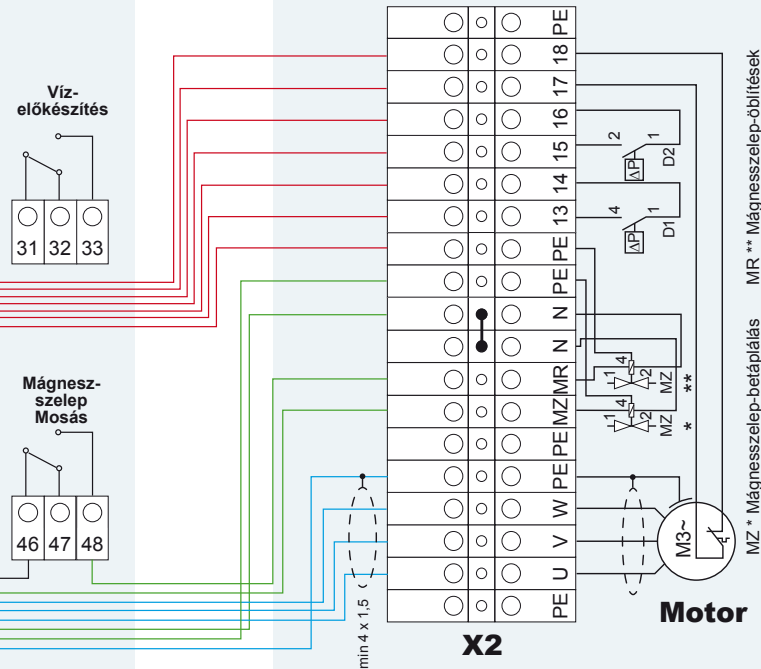 Víz-
előkészítés
31 32 33
Mágnesz-
szelep
Mosás
46 47 48
min 4 x 1,5
PE
18
17
16
15
14
13
PE
PE
N
N
MR
MZ
PE
PE
W
V
U
PE
X2
2 1
ΔP
D2
4 1
ΔP
D1
1 4 2
MZ
**
1 4 2
MZ
*
M3~
Motor
MZ * Mágnesszelep-betáplálás
MR ** Mágnesszelep-öblítések